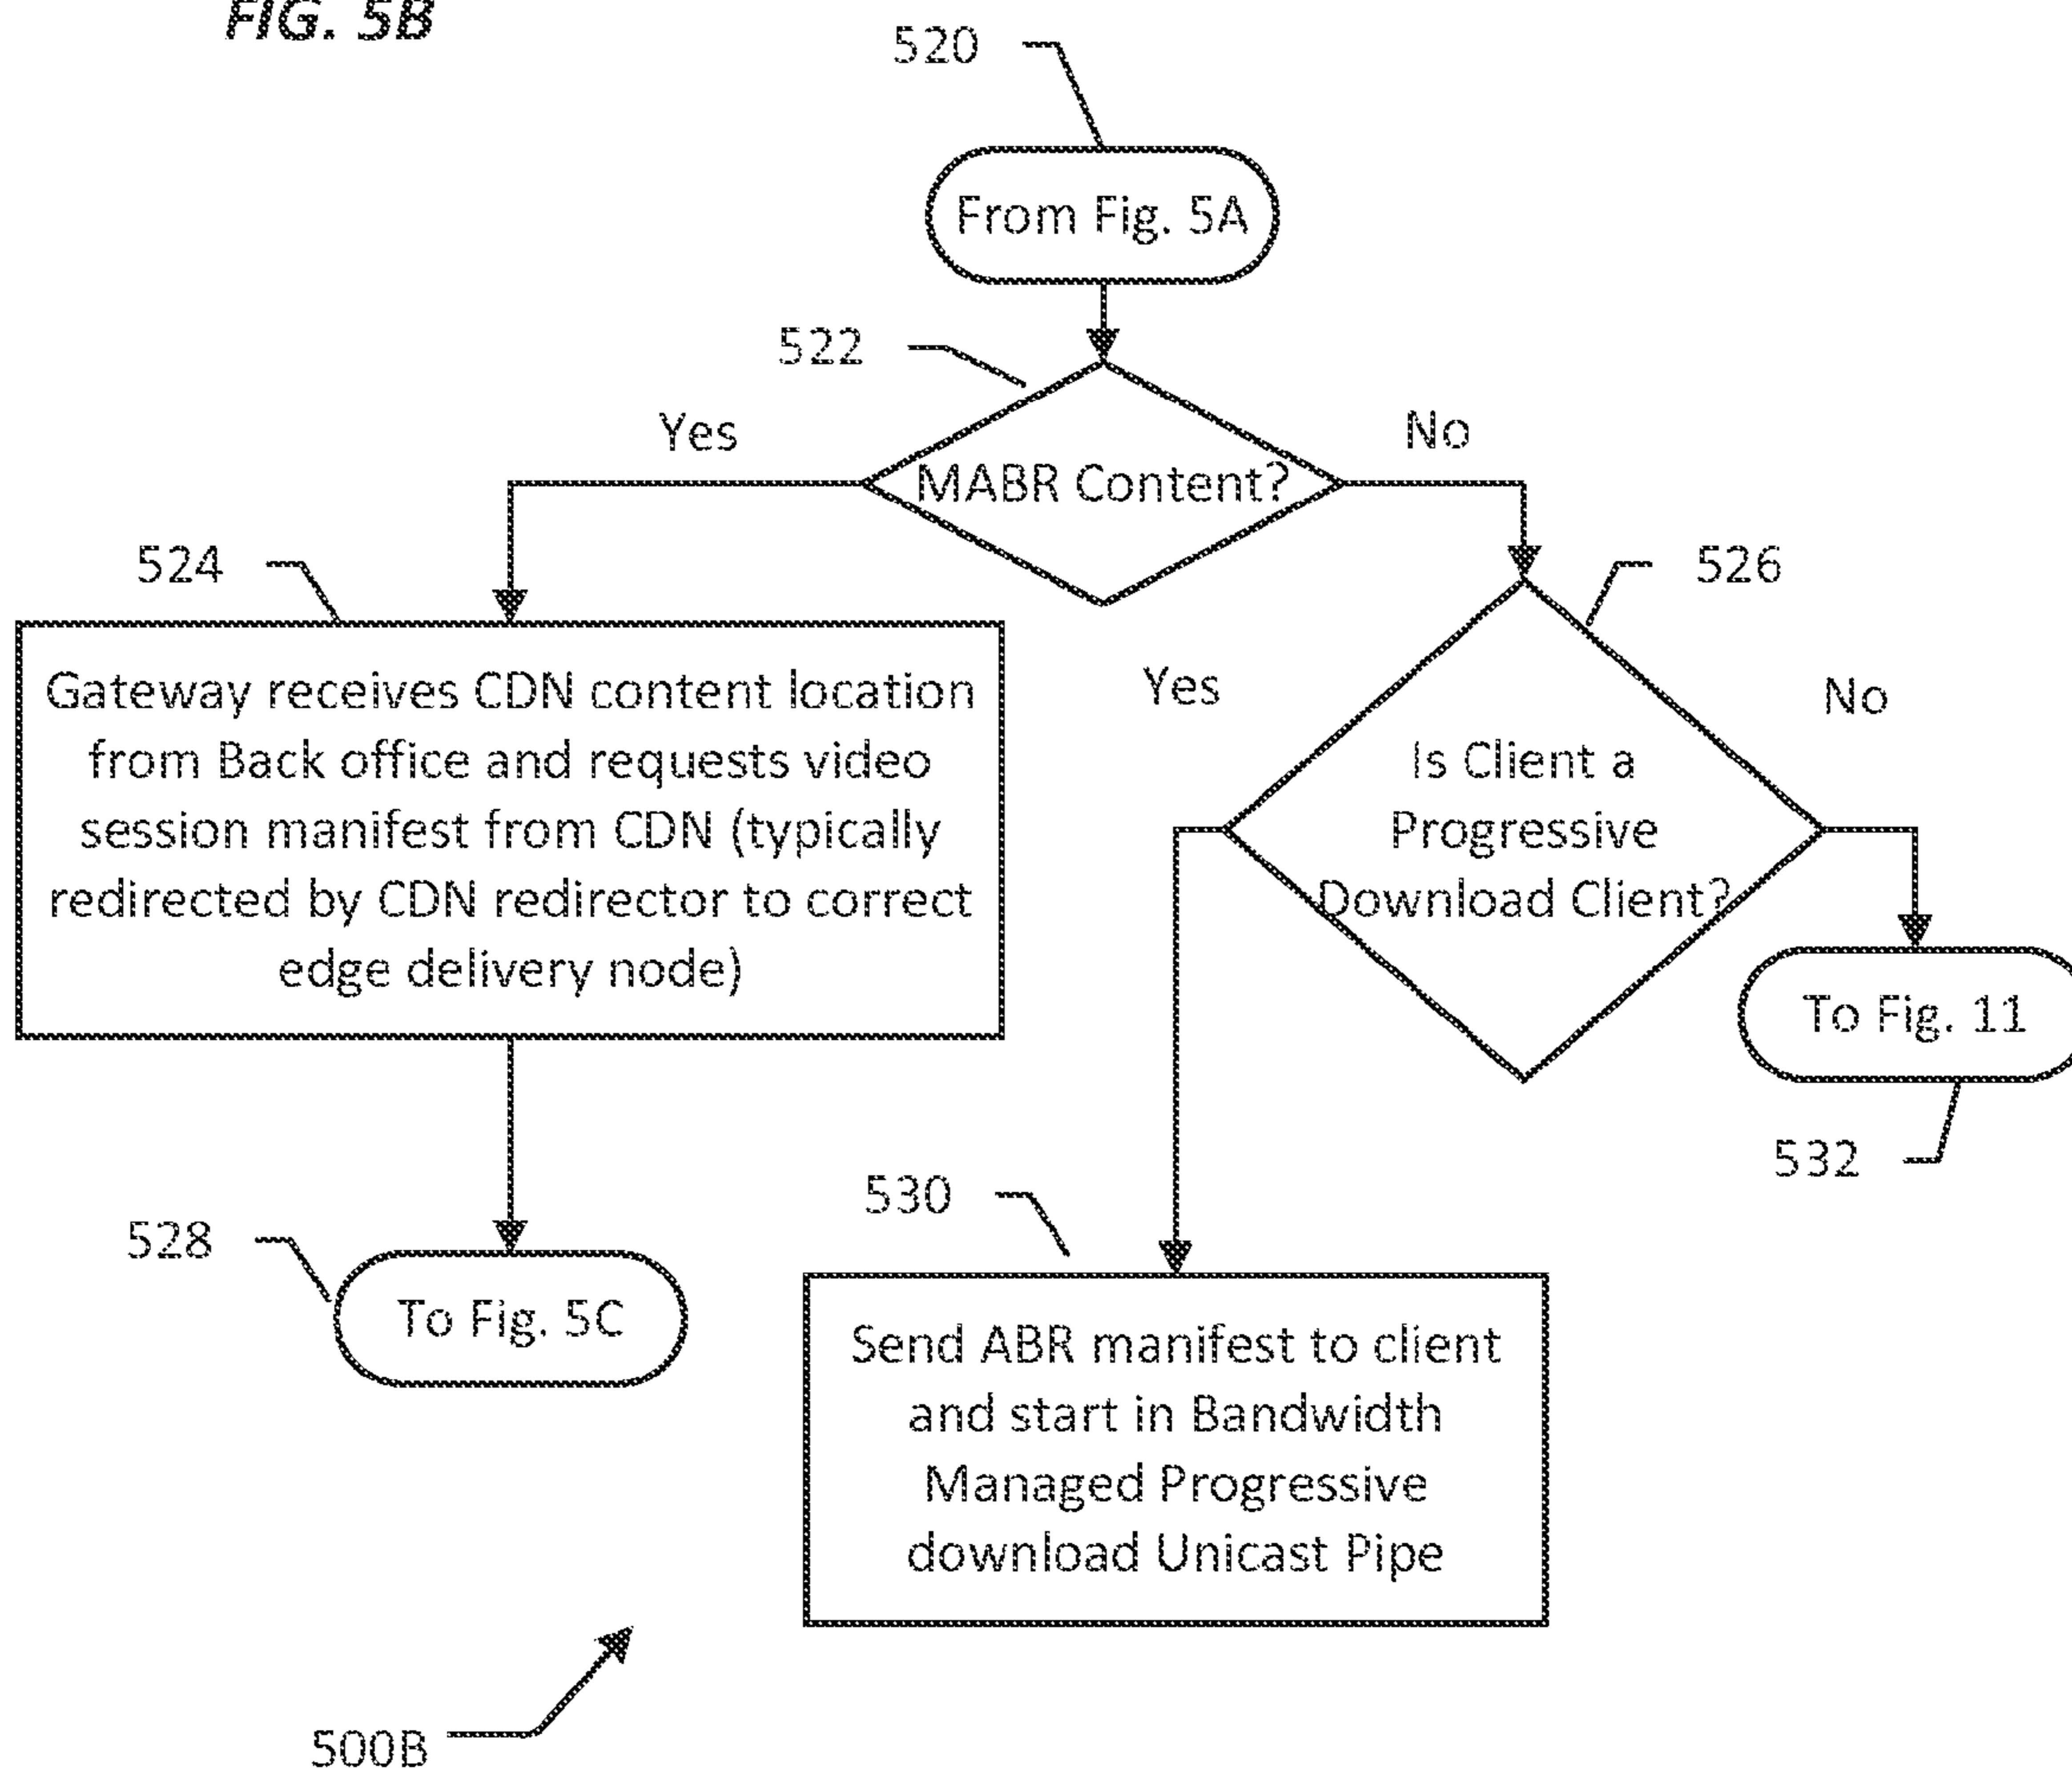 FIG. 5B
520
From Fig. 5A
522
Yes
No
MABR Content?
524
526
Gateway receives CDN content location
from Back office and requests video
session manifest from CDN (typically
redirected by CDN redirector to correct
edge delivery node)
Yes
No
Is Client a
Progressive
Download Client?
To Fig. 11
532
528
To Fig. 5C
530
Send ABR manifest to client
and start in Bandwidth
Managed Progressive
download Unicast Pipe
500B